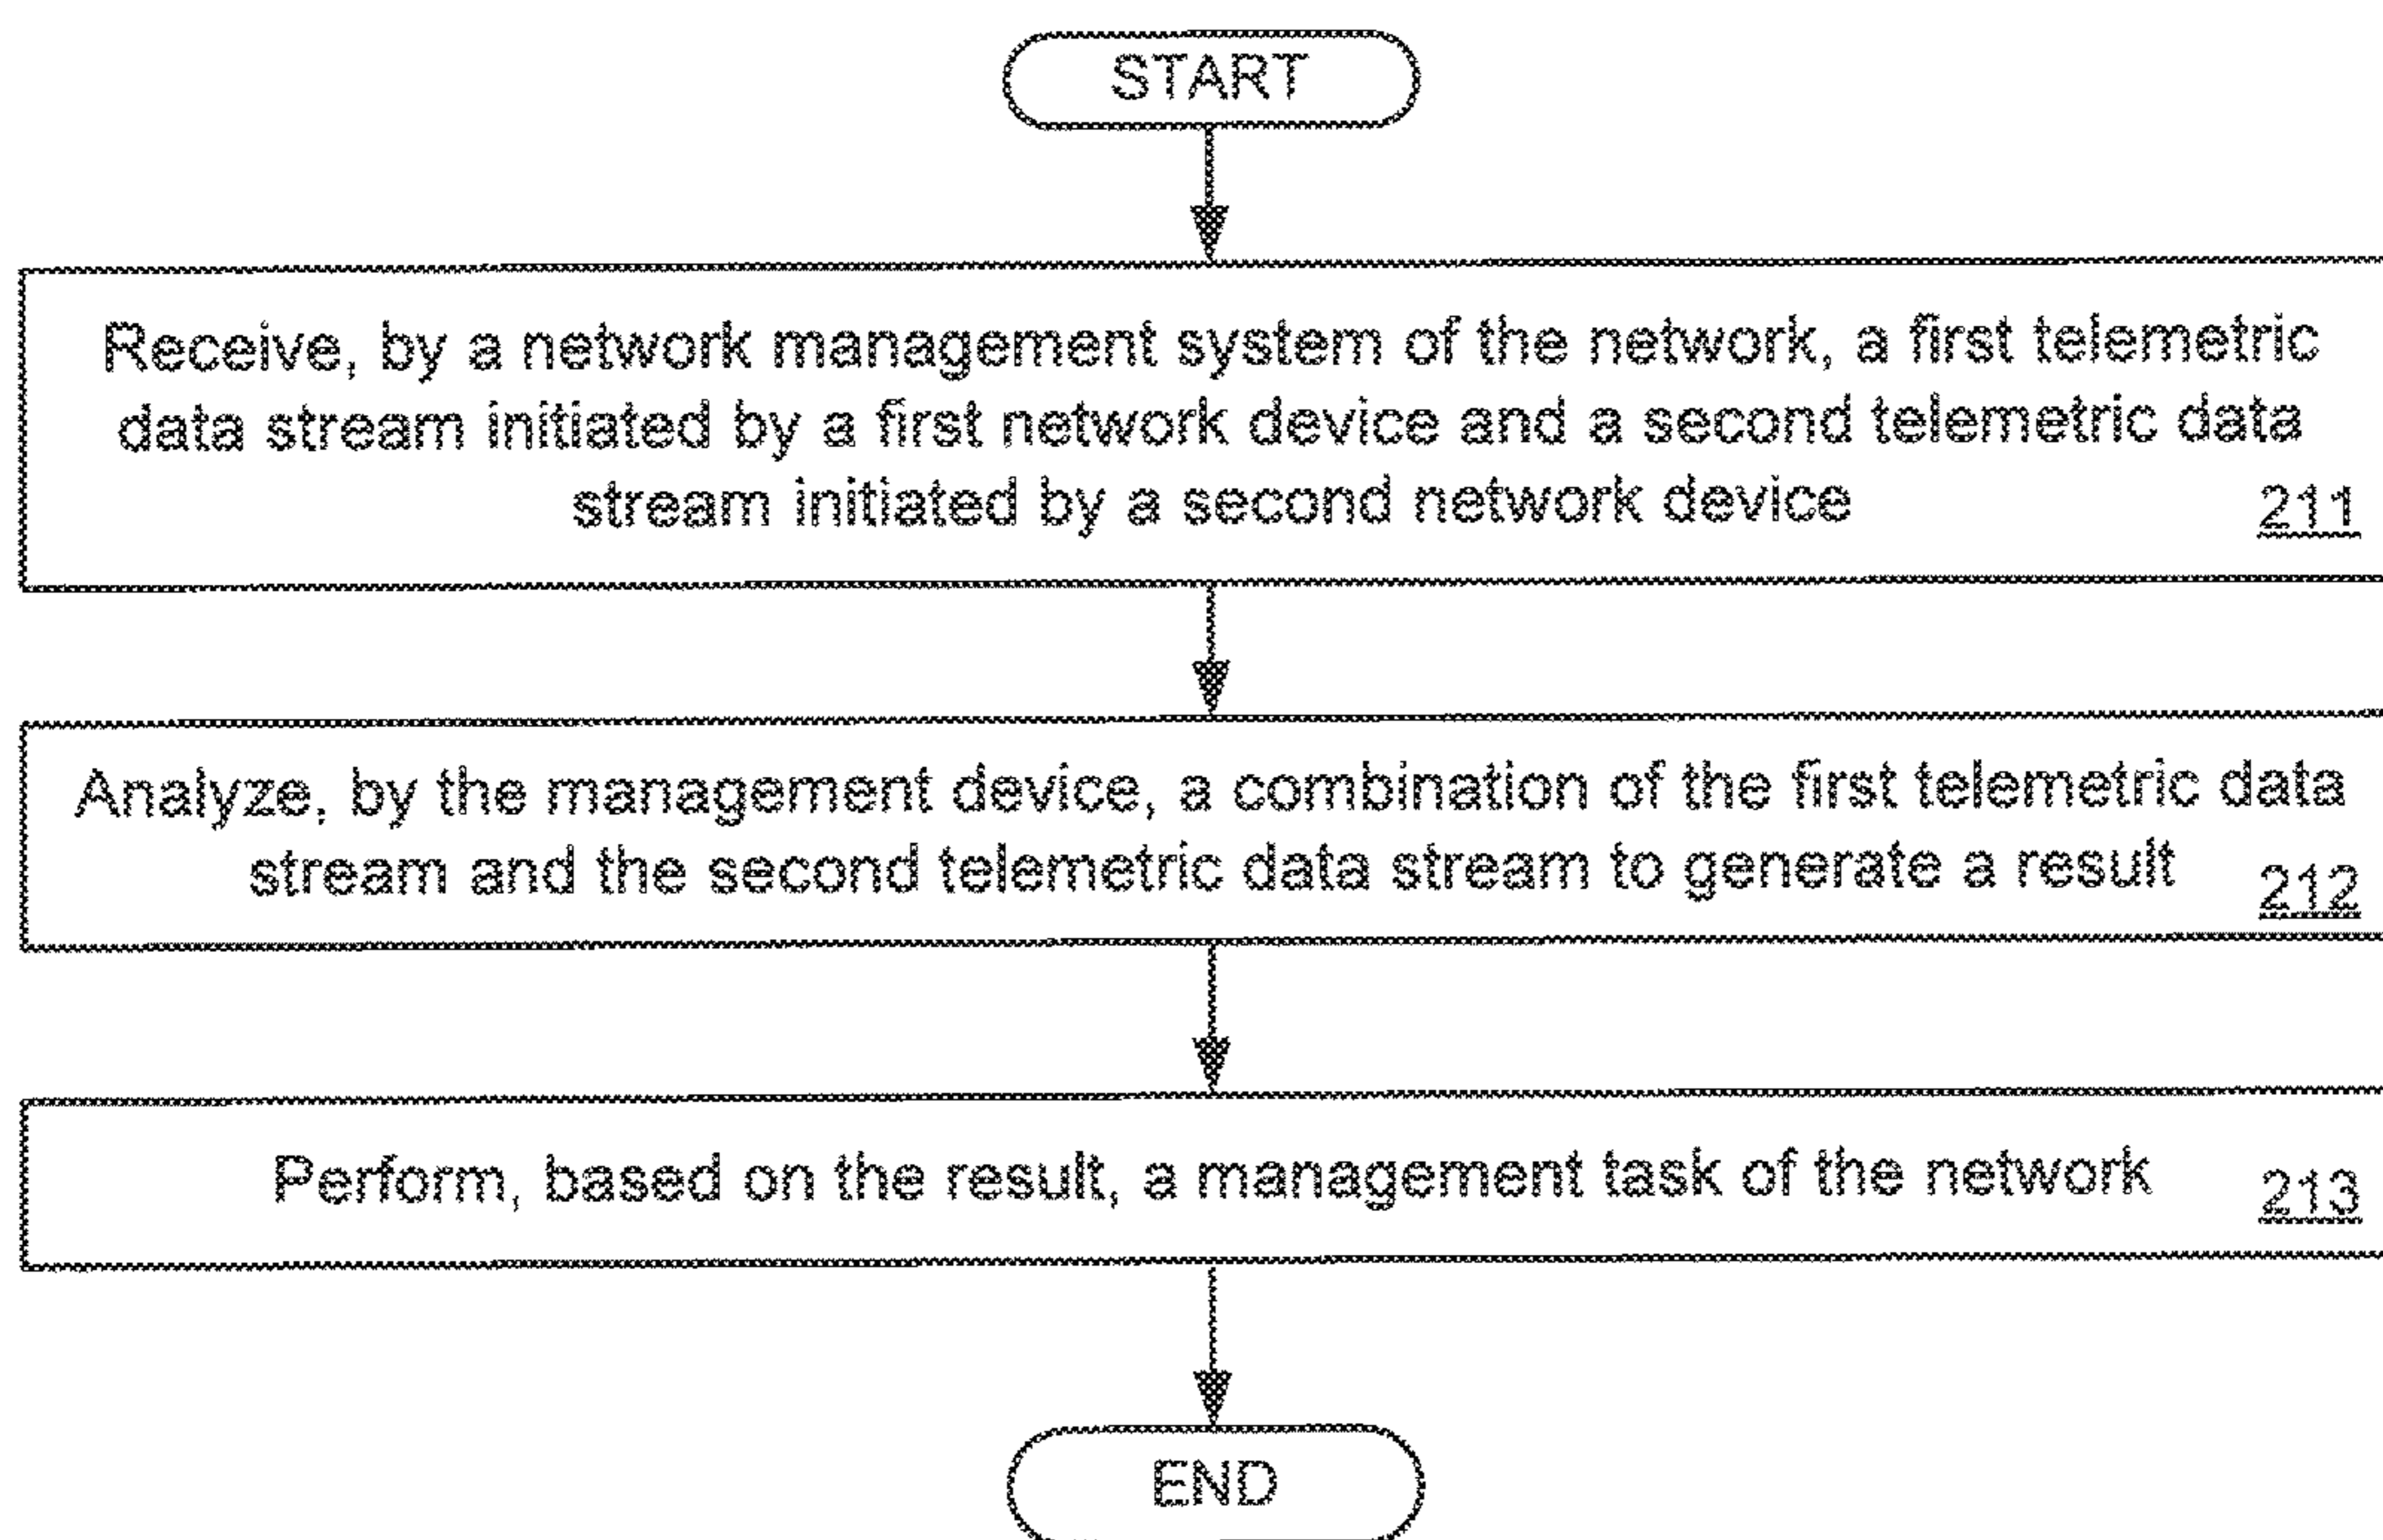 START
Receive, by a network management system of the network, a first telemetric
data stream initiated by a first network device and a second telemetric data
stream initiated by a second network device
211
Analyze, by the management device, a combination of the first telemetric data
stream and the second telemetric data stream to generate a result
212
Perform, based on the result, a management task of the network
213
END